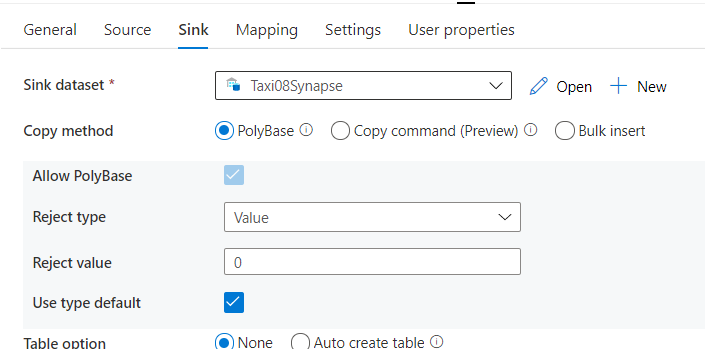 General Source Sink Mapping Settings User properties
Sink dataset * Taxi08Synapse Open New
Copy method PolyBase Copy command (Preview) Bulk insert
Allow PolyBase
Reject type Value
Reject value 0
Use type default
Table option None Auto create table